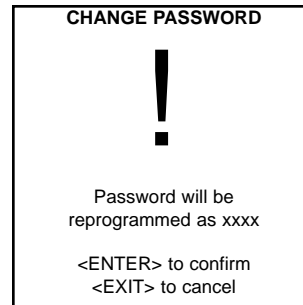 CHANGE PASSWORD
!
Password will be
reprogrammed as xxxx
<ENTER> to confirm
<EXIT> to cancel